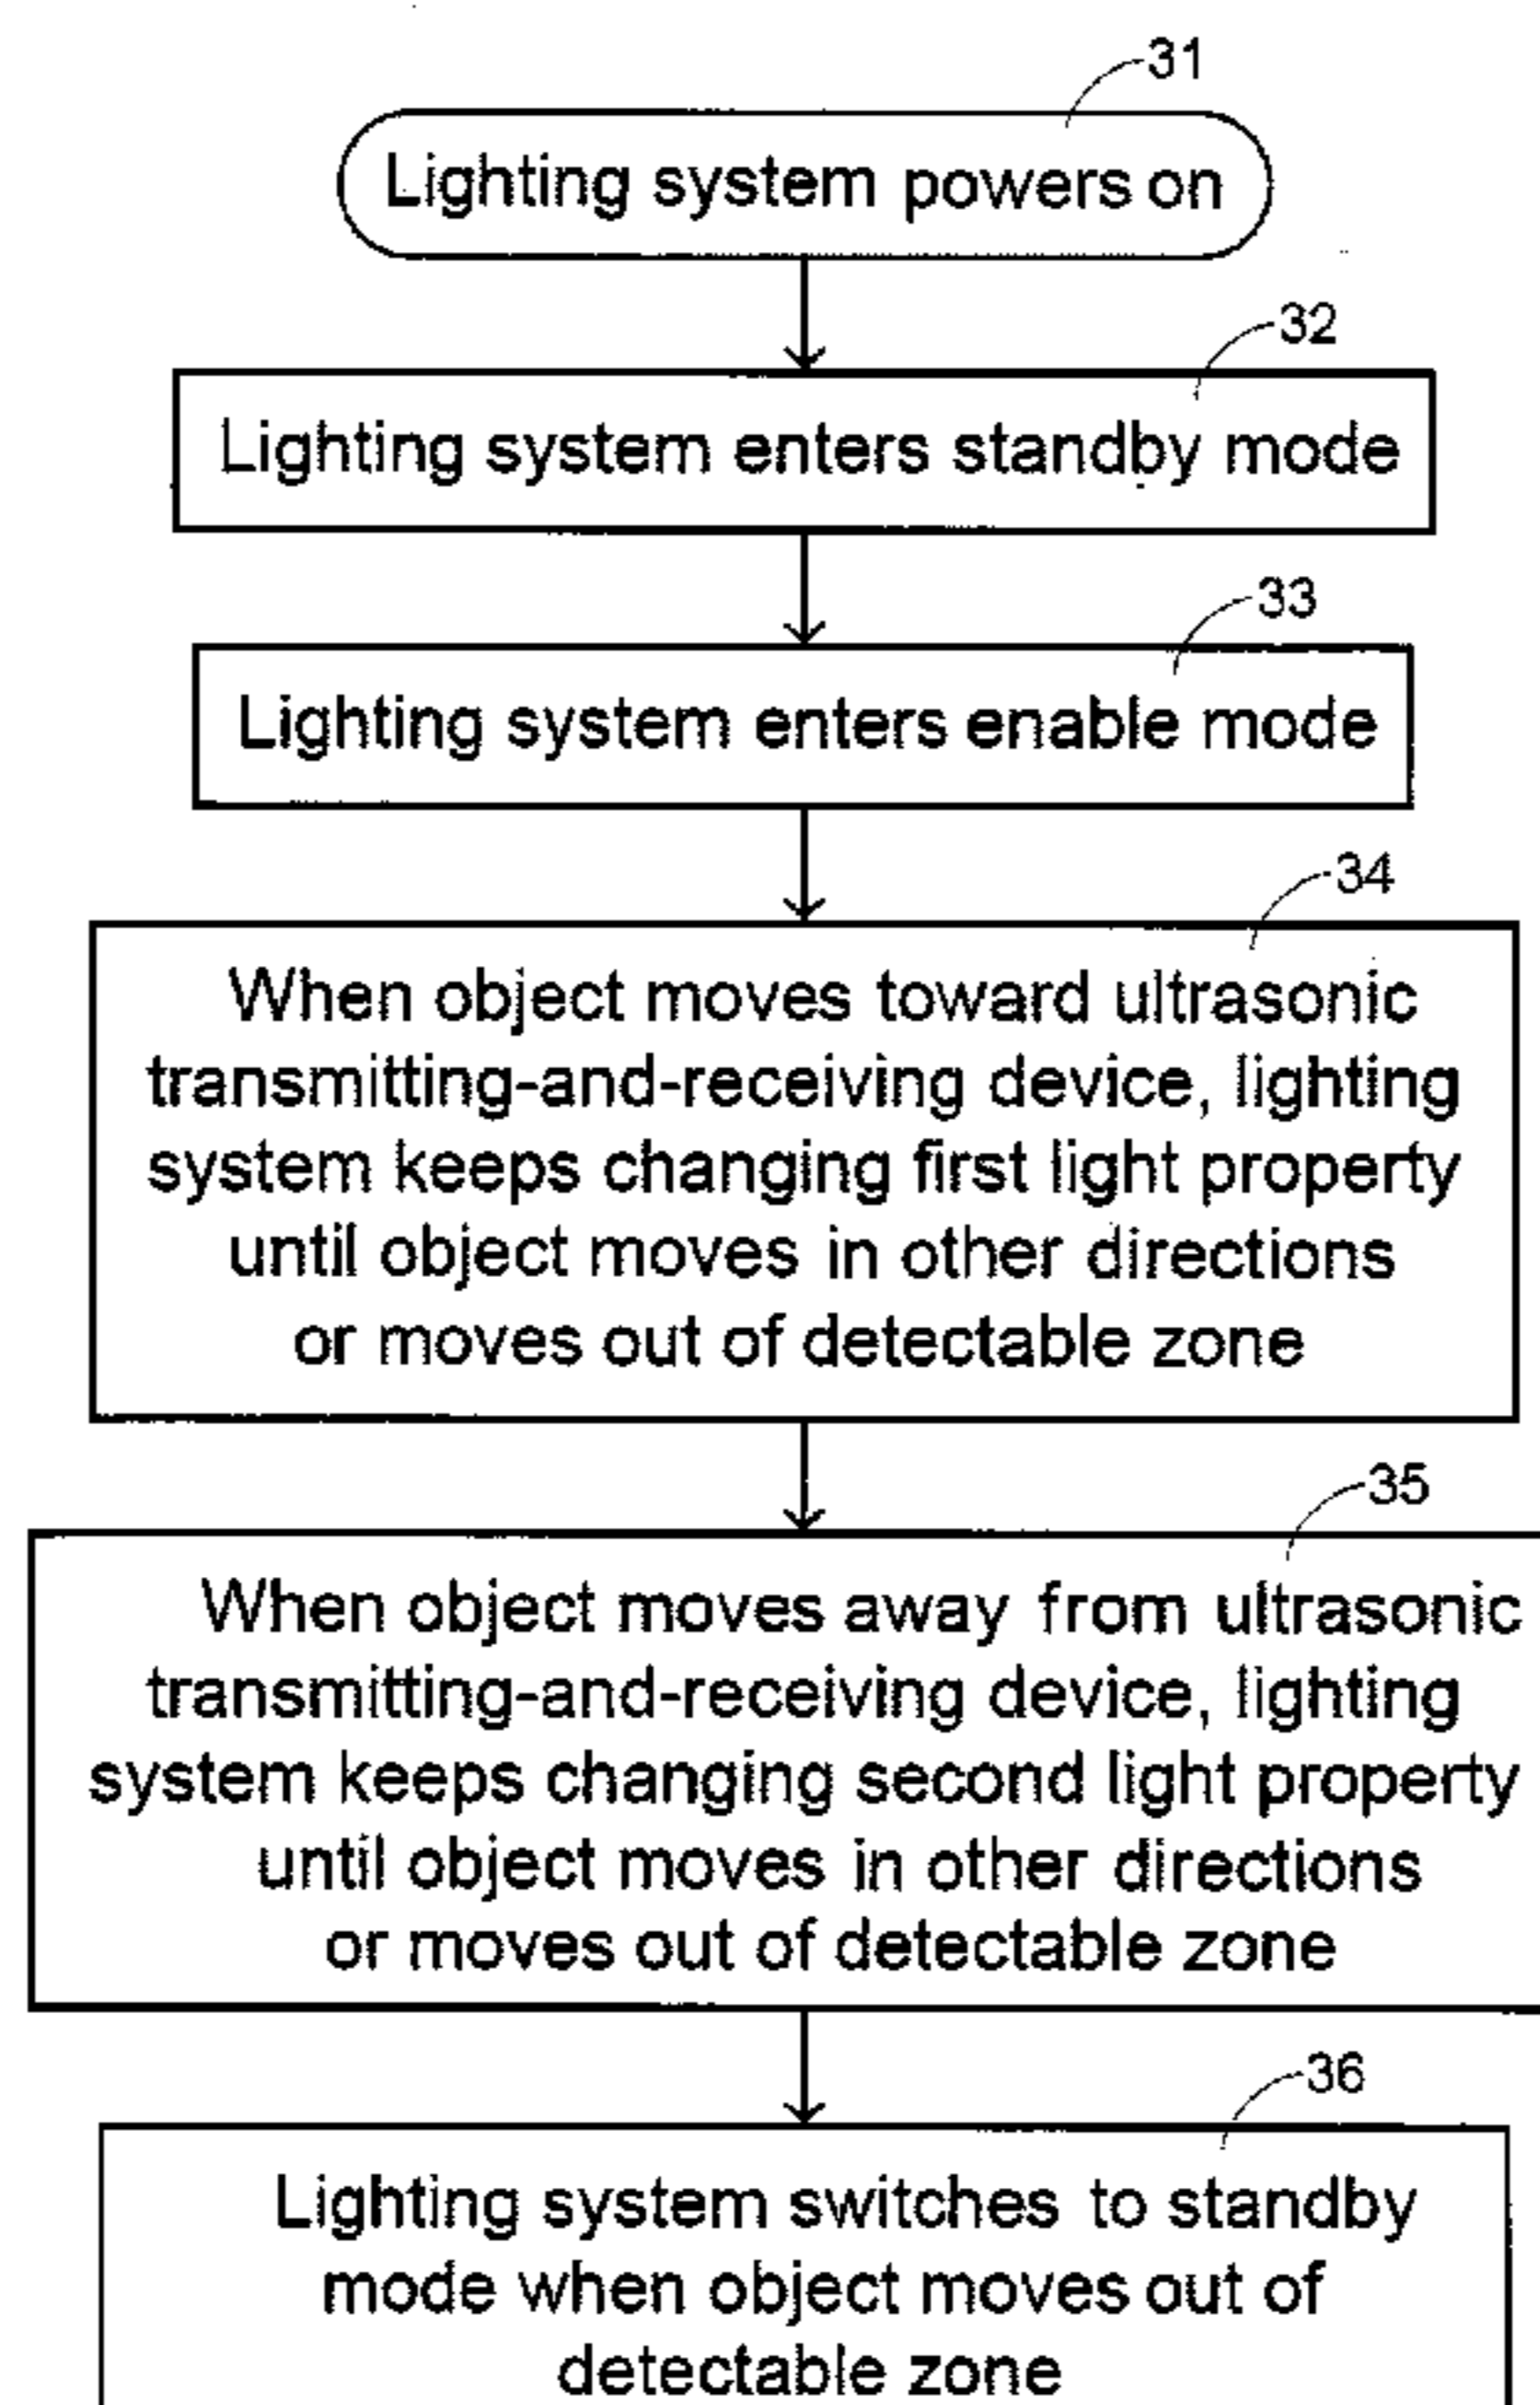 31
Lighting system powers on
32
Lighting system enters standby mode
33
Lighting system enters enable mode
34
When object moves toward ultrasonic
transmitting-and-receiving device, lighting
system keeps changing first light property
until object moves in other directions
or moves out of detectable zone
35
When object moves away from ultrasonic
transmitting-and-receiving device, lighting
system keeps changing second light property
until object moves in other directions
or moves out of detectable zone
36
Lighting system switches to standby
mode when object moves out of
detectable zone